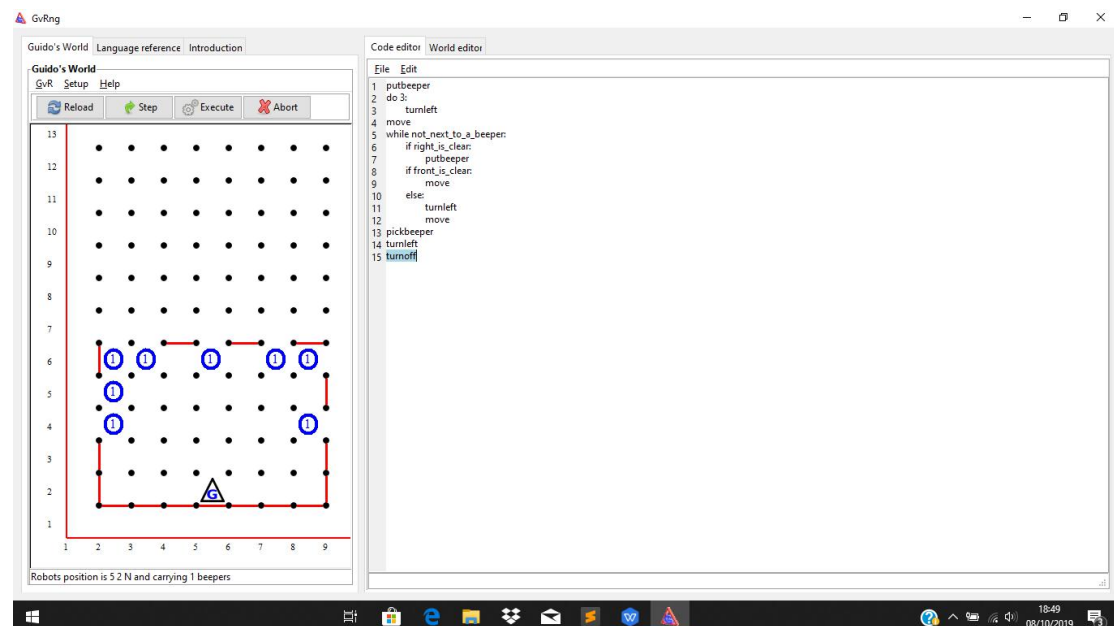 GvRng
Guido's World Language reference Introduction
Guido's World
GvR Setup Help
Reload Step Execute Abort
13
12
11
10
9
8
7
6 1 1 1 1 1
5 1
4 1 1
3
2 G
1
1 2 3 4 5 6 7 8 9
Robots position is 5 2 N and carrying 1 beepers
Code editor World editor
File Edit
1 putbeeper
2 do 3:
3 turnleft
4 move
5 while not_next_to_a_beeper:
6 if right_is_clear:
7 putbeeper
8 if front_is_clear:
9 move
10 else:
11 turnleft
12 move
13 pickbeeper
14 turnleft
15 turnoff
18:49
08/10/2019